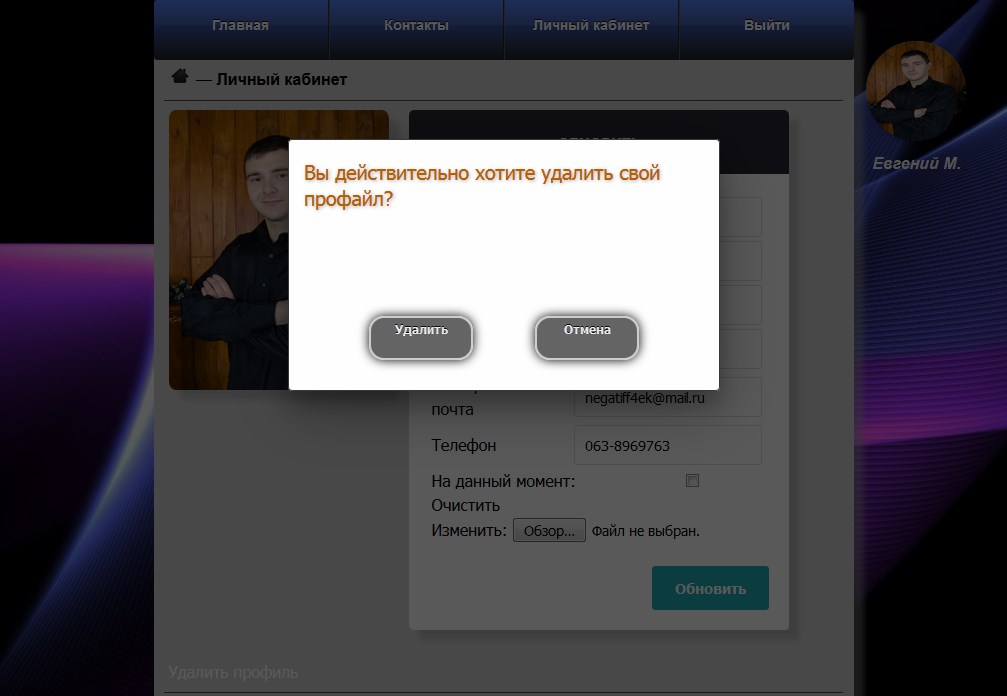 Главная Контакты Личный кабинет Выйти
— Личный кабинет
Евгений М.
Вы действительно хотите удалить свой
профайл?
Удалить Отмена
почта negatiff4ek@mail.ru
Телефон 063-8969763
На данный момент:
Очистить
Изменить: Обзор... Файл не выбран.
Обновить
Удалить профиль